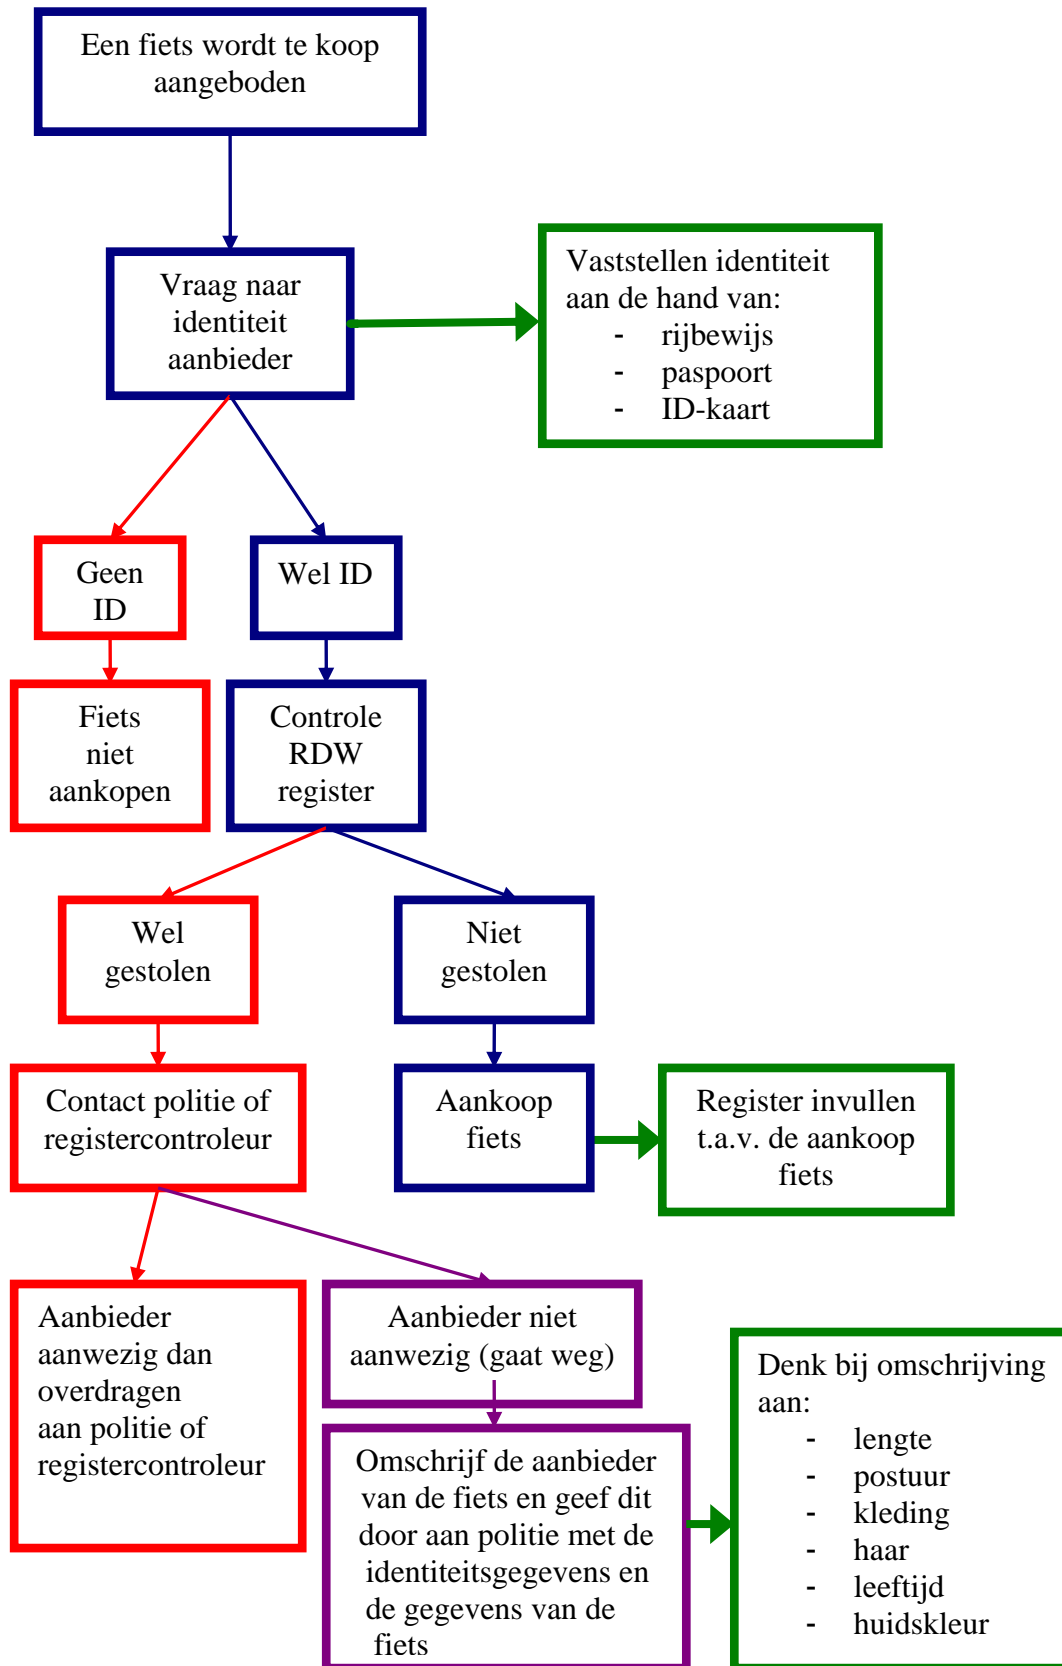 Een fiets wordt te koop
aangeboden
Vraag naar
identiteit
aanbieder
Vaststellen identiteit
aan de hand van:
- rijbewijs
- paspoort
- ID-kaart
Geen
ID
Wel ID
Fiets
niet
aankopen
Controle
RDW
register
Wel
gestolen
Niet
gestolen
Contact politie of
registercontroleur
Aankoop
fiets
Register invullen
t.a.v. de aankoop
fiets
Aanbieder
aanwezig dan
overdragen
aan politie of
registercontroleur
Aanbieder niet
aanwezig (gaat weg)
Omschrijf de aanbieder
van de fiets en geef dit
door aan politie met de
identiteitsgegevens en
de gegevens van de
fiets
Denk bij omschrijving
aan:
- lengte
- postuur
- kleding
- haar
- leeftijd
- huidskleur